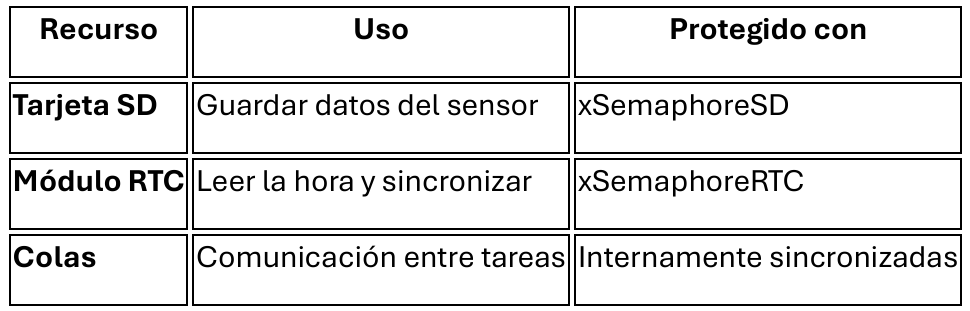 Recurso Uso Protegido con
Tarjeta SD Guardar datos del sensor xSemaphoreSD
Módulo RTC Leer la hora y sincronizar xSemaphoreRTC
Colas Comunicación entre tareas Internamente sincronizadas